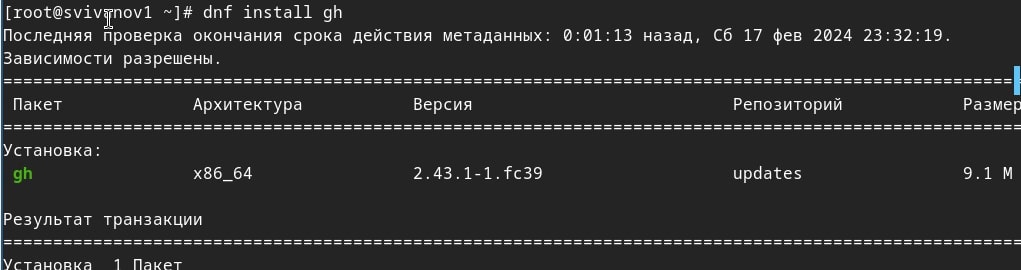 [root@svivanov1 ~]# dnf install gh
Последняя проверка окончания срока действия метаданных: 0:01:13 назад, Сб 17 фев 2024 23:32:19.
Зависимости разрешены.
================================================================================
Пакет Архитектура Версия Репозиторий Размер
================================================================================
Установка:
gh x86_64 2.43.1-1.fc39 updates 9.1 M
Результат транзакции
================================================================================
Установка 1 Пакет